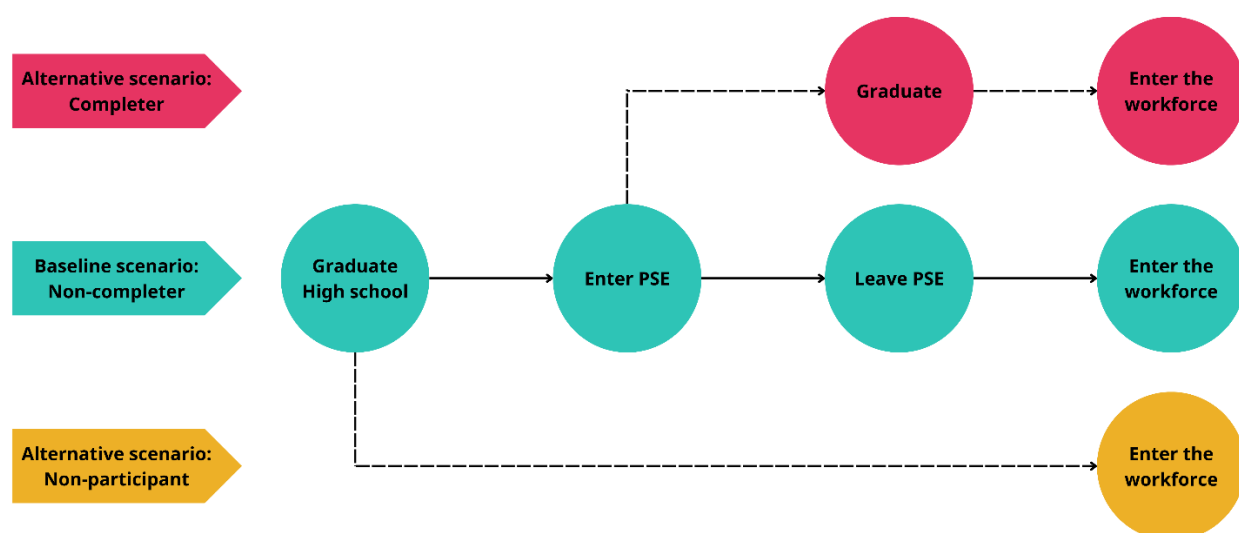 Alternative scenario:
Completer
Graduate
Enter the
workforce
Baseline scenario:
Non-completer
Graduate
High school
Enter PSE
Leave PSE
Enter the
workforce
Alternative scenario:
Non-participant
Enter the
workforce